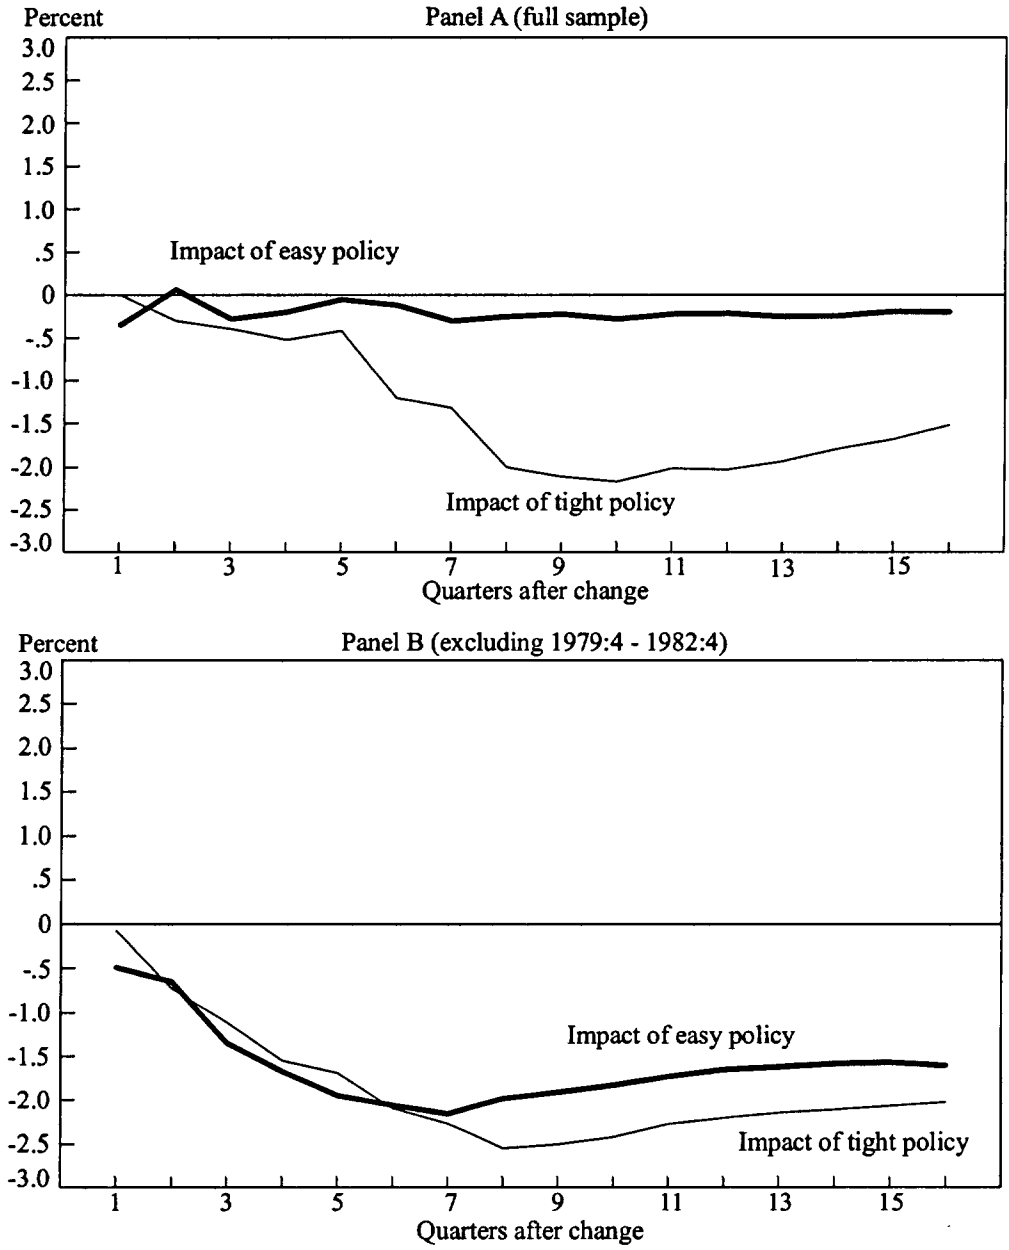 Percent
Panel A (full sample)
3.0
2.5
2.0
1.5
1.0
.5
0
-.5
-1.0
-1.5
-2.0
-2.5
-3.0
Impact of easy policy
Impact of tight policy
1 3 5 7 9 11 13 15
Quarters after change
Percent
Panel B (excluding 1979:4 - 1982:4)
3.0
2.5
2.0
1.5
1.0
.5
0
-.5
-1.0
-1.5
-2.0
-2.5
-3.0
Impact of easy policy
Impact of tight policy
1 3 5 7 9 11 13 15
Quarters after change